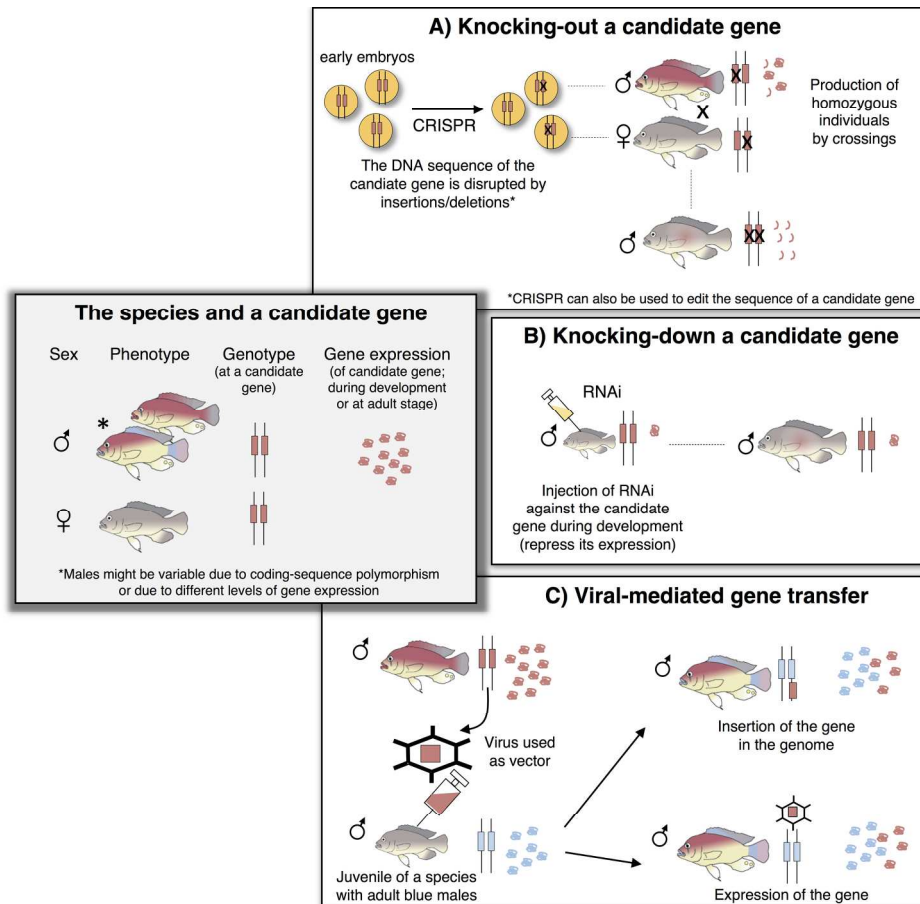 A) Knocking-out a candidate gene
early embryos
CRISPR
The DNA sequence of the
candiate gene is disrupted by
insertions/deletions*
♂
X
♀
♂
X
X
X
X
XX
Production of
homozygous
individuals
by crossings
*CRISPR can also be used to edit the sequence of a candidate gene
The species and a candidate gene
Sex
Phenotype
Genotype
(at a candidate
gene)
Gene expression
(of candidate gene;
during development
or at adult stage)
*
♂
♀
*Males might be variable due to coding-sequence polymorphism
or due to different levels of gene expression
B) Knocking-down a candidate gene
RNAi
♂
♂
Injection of RNAi
against the candidate
gene during development
(repress its expression)
C) Viral-mediated gene transfer
♂
Virus used
as vector
♂
Juvenile of a species
with adult blue males
♂
Insertion of the gene
in the genome
♂
Expression of the gene